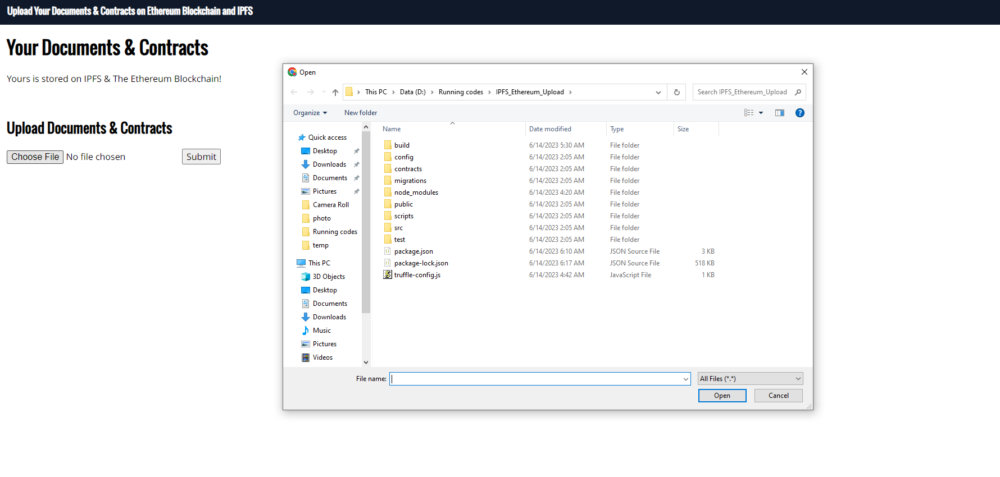 Upload Your Documents & Contracts on Ethereum Blockchain and IPFS
Your Documents & Contracts
Yours is stored on IPFS & The Ethereum Blockchain!
Upload Documents & Contracts
Choose File No file chosen Submit
Open
This PC › Data (D:) › Running codes › IPFS_Ethereum_Upload ›
Search IPFS_Ethereum_Upload
Organize New folder
?
Quick access
Desktop
Downloads
Documents
Pictures
Camera Roll
photo
Running codes
temp
This PC
3D Objects
Desktop
Documents
Downloads
Music
Pictures
Videos
Name Date modified Type Size
build 6/14/2023 5:30 AM File folder
config 6/14/2023 2:05 AM File folder
contracts 6/14/2023 2:05 AM File folder
migrations 6/14/2023 2:05 AM File folder
node_modules 6/14/2023 4:20 AM File folder
public 6/14/2023 2:05 AM File folder
scripts 6/14/2023 2:05 AM File folder
src 6/14/2023 2:05 AM File folder
test 6/14/2023 2:05 AM File folder
package.json 6/14/2023 6:10 AM JSON Source File 3 KB
package-lock.json 6/14/2023 6:17 AM JSON Source File 518 KB
truffle-config.js 6/14/2023 4:42 AM JavaScript File 1 KB
File name: All Files (*.*)
Open Cancel